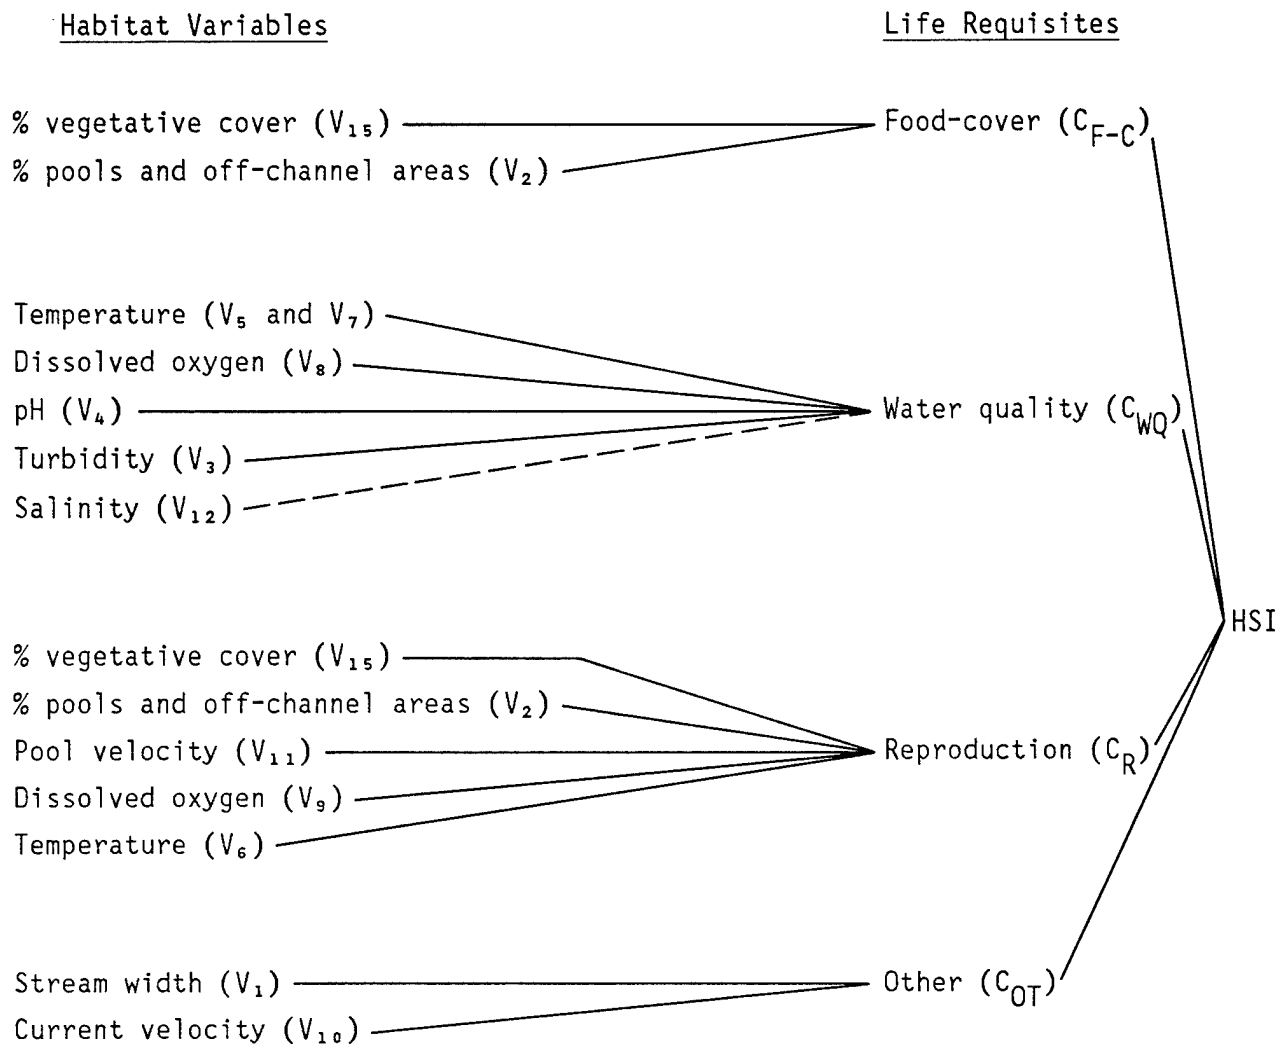 Habitat Variables
Life Requisites
% vegetative cover (V₁₅)
Food-cover (C_F-C)
% pools and off-channel areas (V₂)
Temperature (V₅ and V₇)
Dissolved oxygen (V₈)
pH (V₄)
Water quality (C_WQ)
Turbidity (V₃)
Salinity (V₁₂)
HSI
% vegetative cover (V₁₅)
% pools and off-channel areas (V₂)
Pool velocity (V₁₁)
Reproduction (C_R)
Dissolved oxygen (V₉)
Temperature (V₆)
Stream width (V₁)
Other (C_OT)
Current velocity (V₁₀)